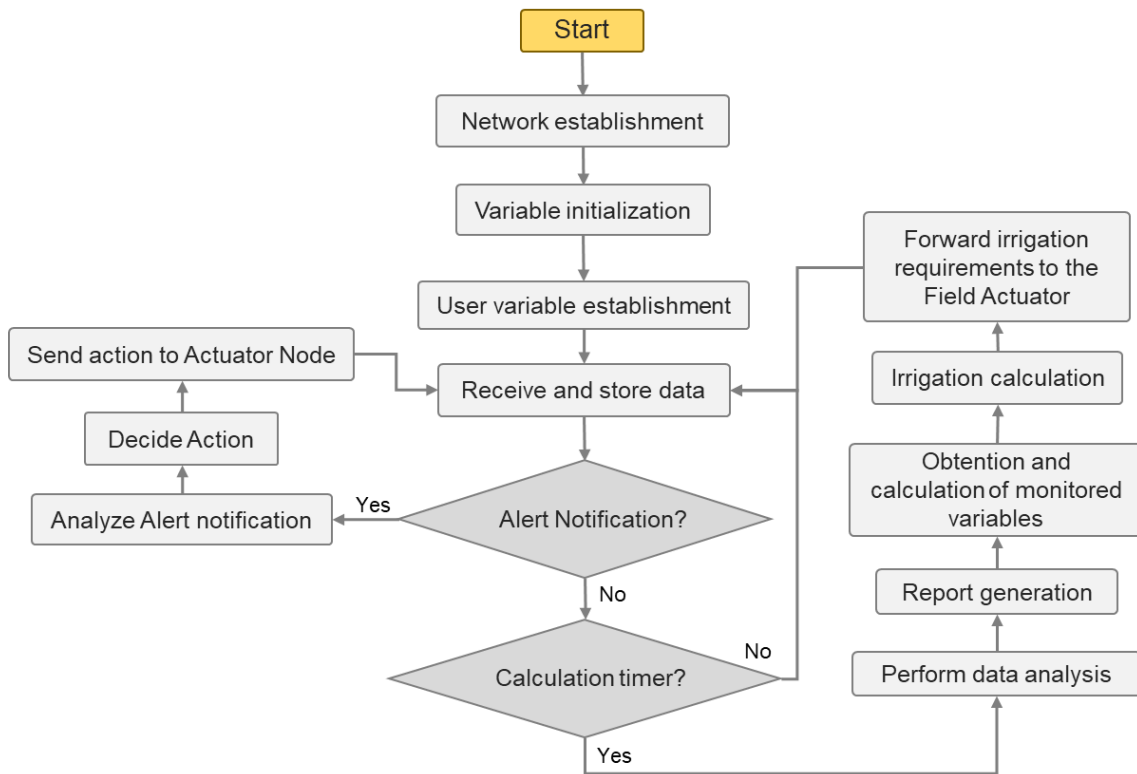 Start
Network establishment
Variable initialization
User variable establishment
Receive and store data
Alert Notification?
Yes
Analyze Alert notification
Decide Action
Send action to Actuator Node
No
Calculation timer?
No
Yes
Perform data analysis
Report generation
Obtention and
calculation of monitored
variables
Irrigation calculation
Forward irrigation
requirements to the
Field Actuator